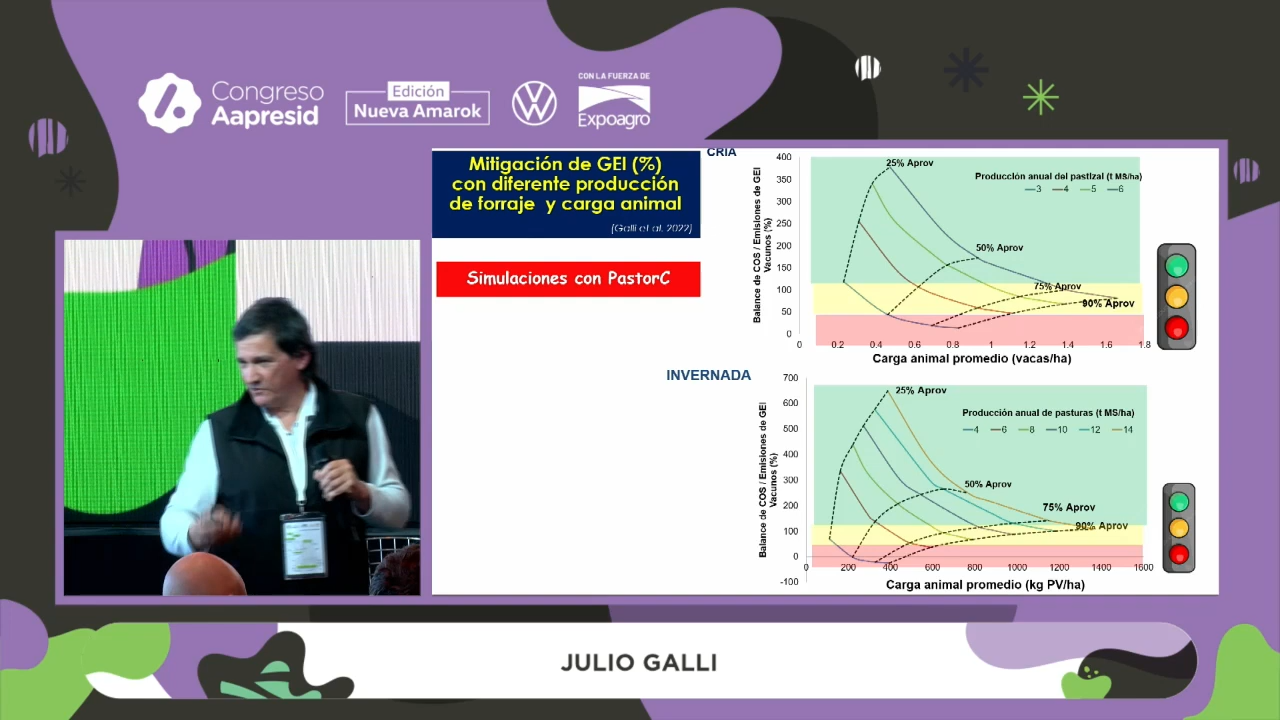 Congreso
Aapresid
Edición
Nueva Amarok
CON LA FUERZA DE
Expoagro
Mitigación de GEI (%)
con diferente producción
de forraje y carga animal
(Galli et al. 2022)
Simulaciones con PastorC
CRIA
Balance de COS / Emisiones de GEI
Vacunos (%)
400
350
300
250
200
150
100
50
0
25% Aprov
Producción anual del pastizal (t MS/ha)
3 4 5 6
50% Aprov
75% Aprov
90% Aprov
0 0.2 0.4 0.6 0.8 1 1.2 1.4 1.6 1.8
Carga animal promedio (vacas/ha)
INVERNADA
Balance de COS / Emisiones de GEI
Vacunos (%)
700
600
500
400
300
200
100
0
-100
25% Aprov
Producción anual de pasturas (t MS/ha)
4 6 8 10 12 14
50% Aprov
75% Aprov
90% Aprov
0 200 400 600 800 1000 1200 1400 1600
Carga animal promedio (kg PV/ha)
JULIO GALLI